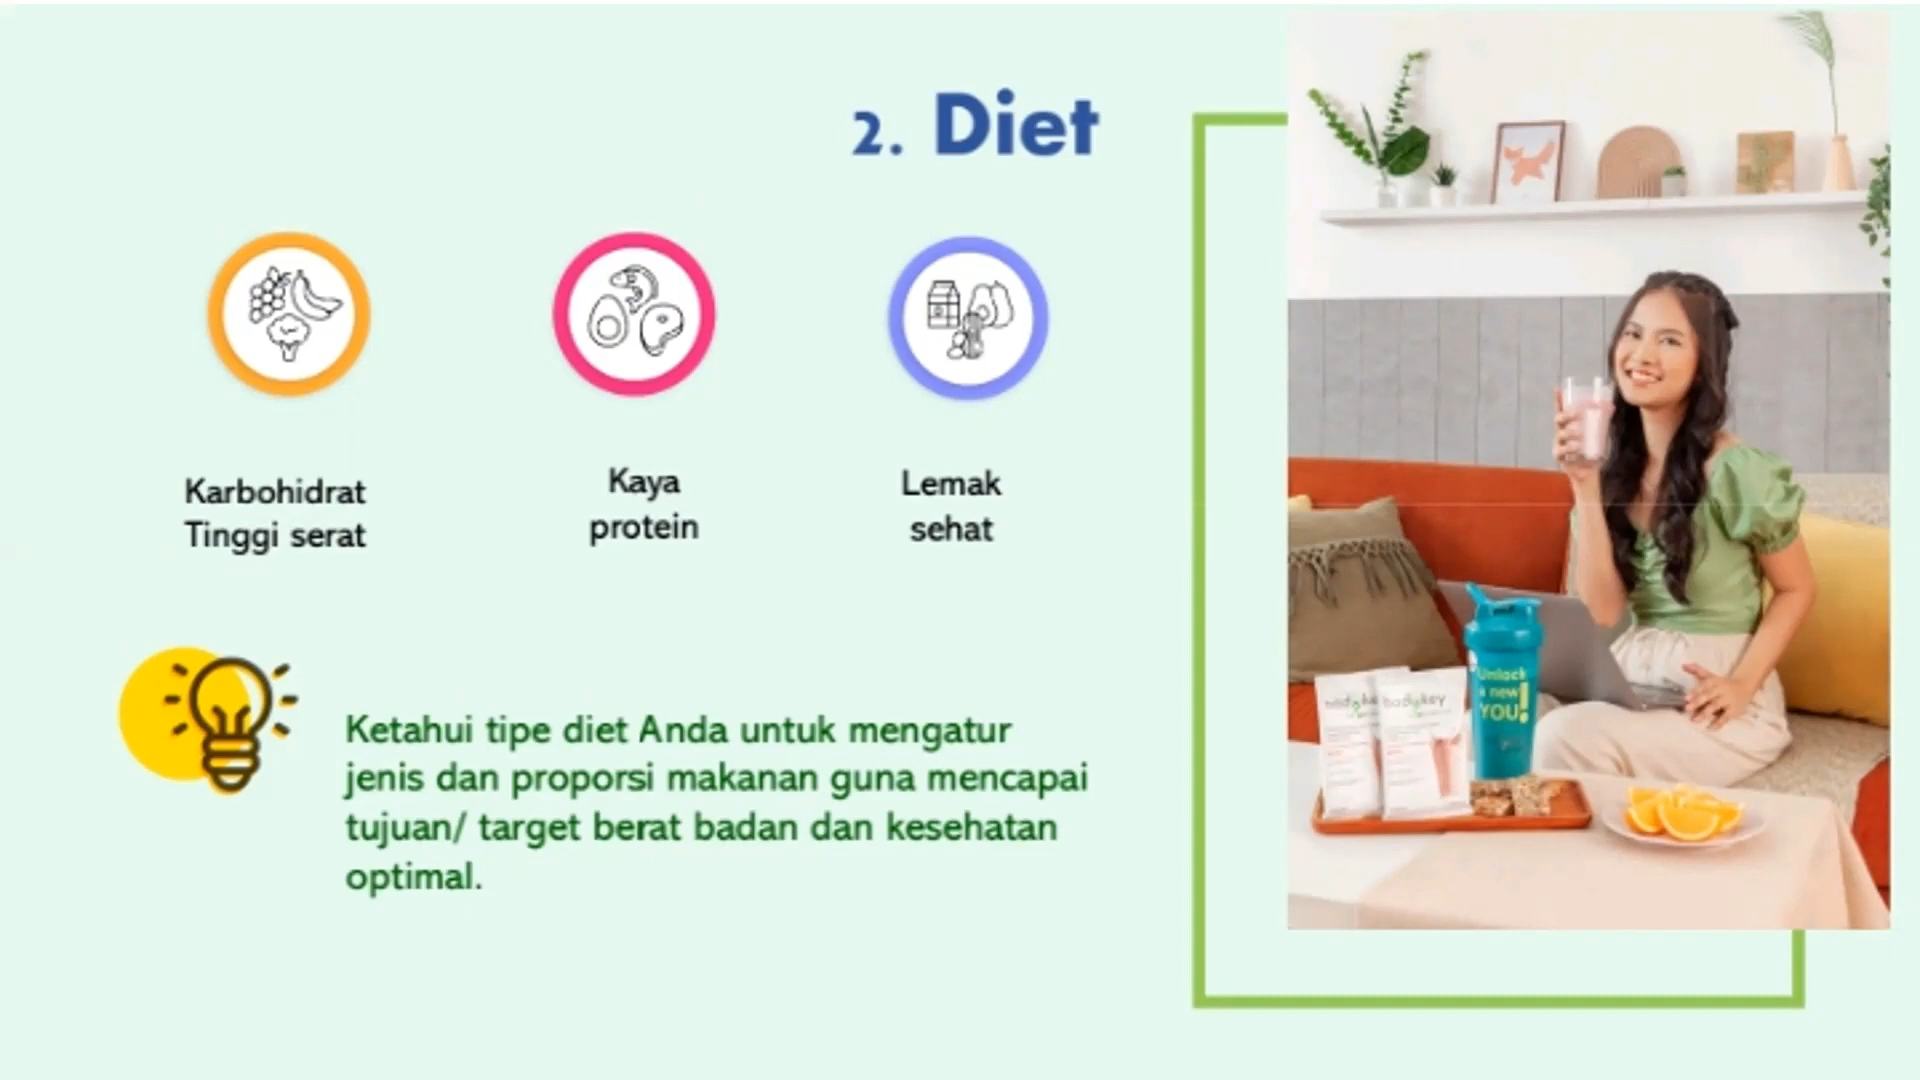 2. Diet
Karbohidrat
Tinggi serat
Kaya
protein
Lemak
sehat
Ketahui tipe diet Anda untuk mengatur
jenis dan proporsi makanan guna mencapai
tujuan/ target berat badan dan kesehatan
optimal.
bodykey
Unlock
a new
YOU!